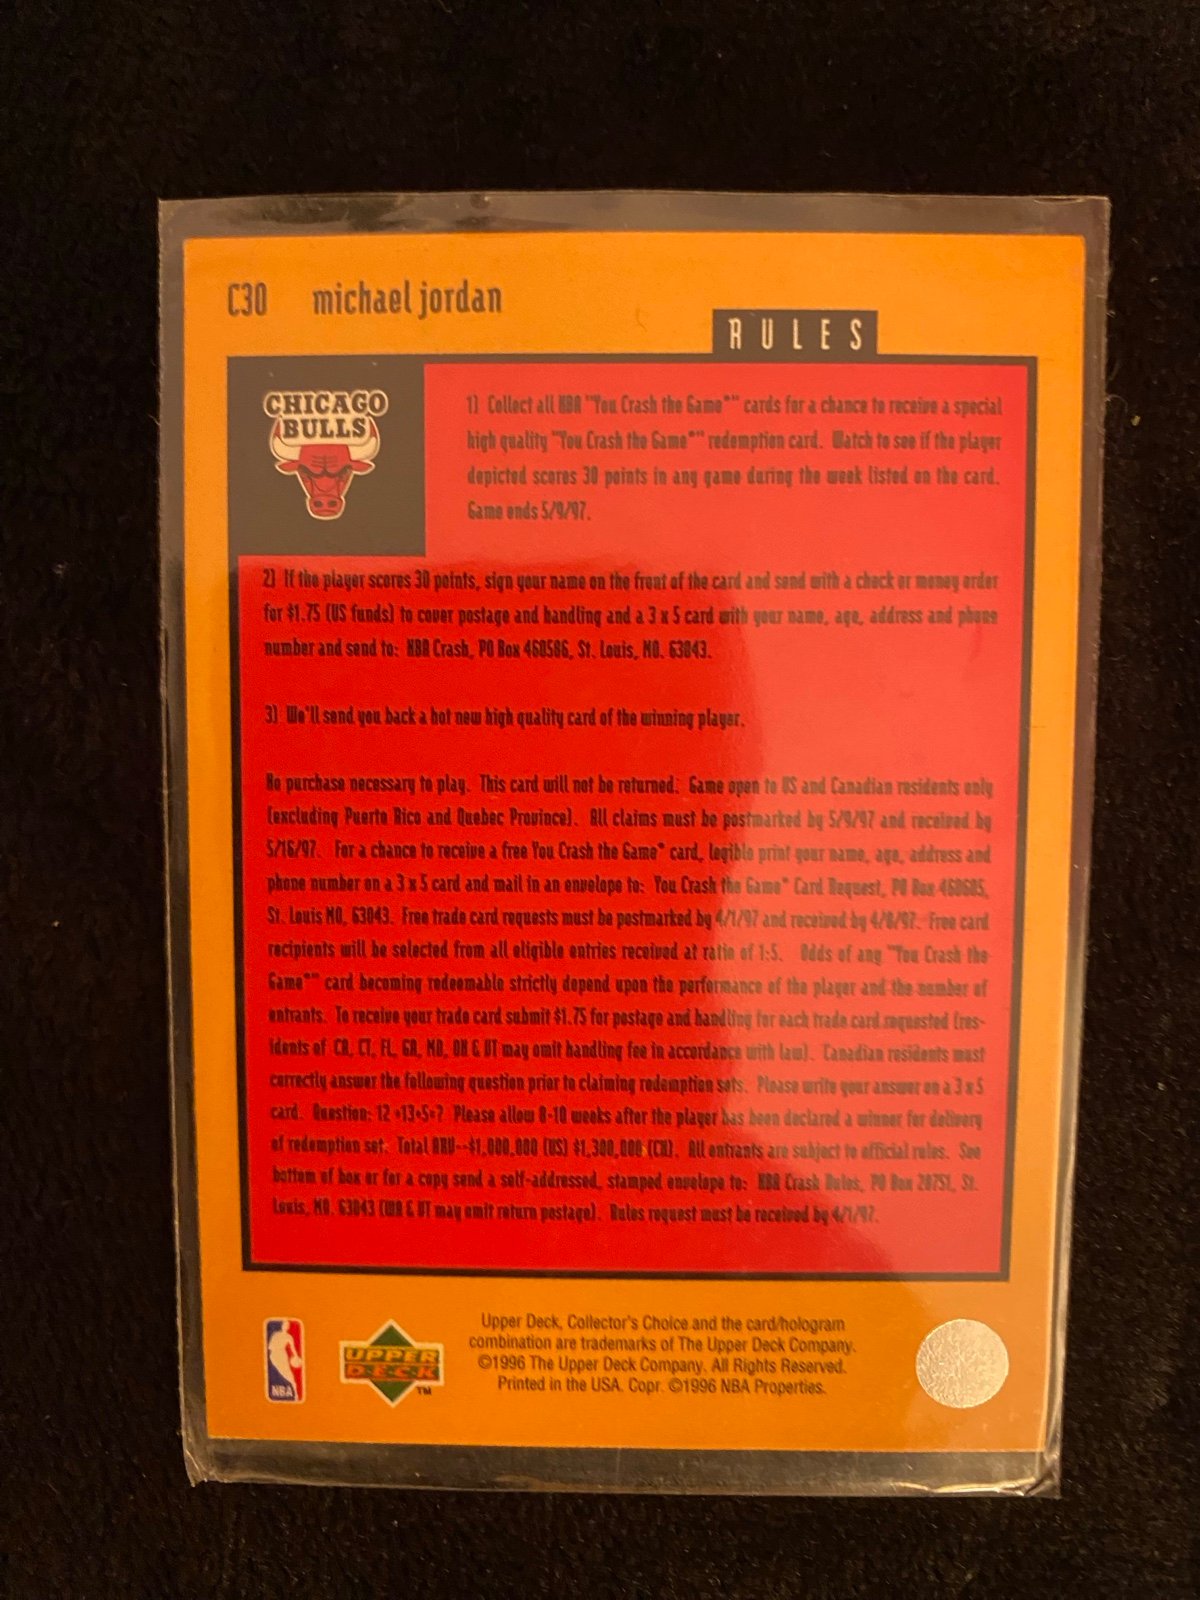 C30 michael jordan
RULES
CHICAGO
BULLS
1) Collect all NBA "You Crash the Game*" cards for a chance to receive a special
high quality "You Crash the Game*" redemption card. Watch to see if the player
depicted scores 30 points in any game during the week listed on the card.
Game ends 5/9/97.
2) If the player scores 30 points, sign your name on the front of the card and send with a check or money order
for $1.75 (US funds) to cover postage and handling and a 3 x 5 card with your name, age, address and phone
number and send to: NBA Crash, PO Box 460586, St. Louis, MO. 63043.
3) We'll send you back a hot new high quality card of the winning player.
No purchase necessary to play. This card will not be returned. Game open to US and Canadian residents only
(excluding Puerto Rico and Quebec Province). All claims must be postmarked by 5/9/97 and received by
5/16/97. For a chance to receive a free You Crash the Game* card, legible print your name, age, address and
phone number on a 3 x 5 card and mail in an envelope to: You Crash the Game* Card Request, PO Box 460605,
St. Louis MO, 63043. Free trade card requests must be postmarked by 4/1/97 and received by 4/8/97. Free card
recipients will be selected from all eligible entries received at ratio of 1:5. Odds of any "You Crash the
Game*" card becoming redeemable strictly depend upon the performance of the player and the number of
entrants. To receive your trade card submit $1.75 for postage and handling for each trade card requested (res-
idents of CA, CT, FL, GA, MD, OH & VT may omit handling fee in accordance with law). Canadian residents must
correctly answer the following question prior to claiming redemption sets. Please write your answer on a 3 x 5
card. Question: 12 +13+5=? Please allow 8-10 weeks after the player has been declared a winner for delivery
of redemption set. Total ARV--$1,000,000 (US) $1,300,000 (CN). All entrants are subject to official rules. See
bottom of box or for a copy send a self-addressed, stamped envelope to: NBA Crash Rules, PO Box 28751, St.
Louis, MO. 63043 (WA & VT may omit return postage). Rules request must be received by 4/1/97.
Upper Deck, Collector's Choice and the card/hologram
combination are trademarks of The Upper Deck Company.
©1996 The Upper Deck Company. All Rights Reserved.
Printed in the USA. Copr. ©1996 NBA Properties.
NBA
UPPER
DECK
TM